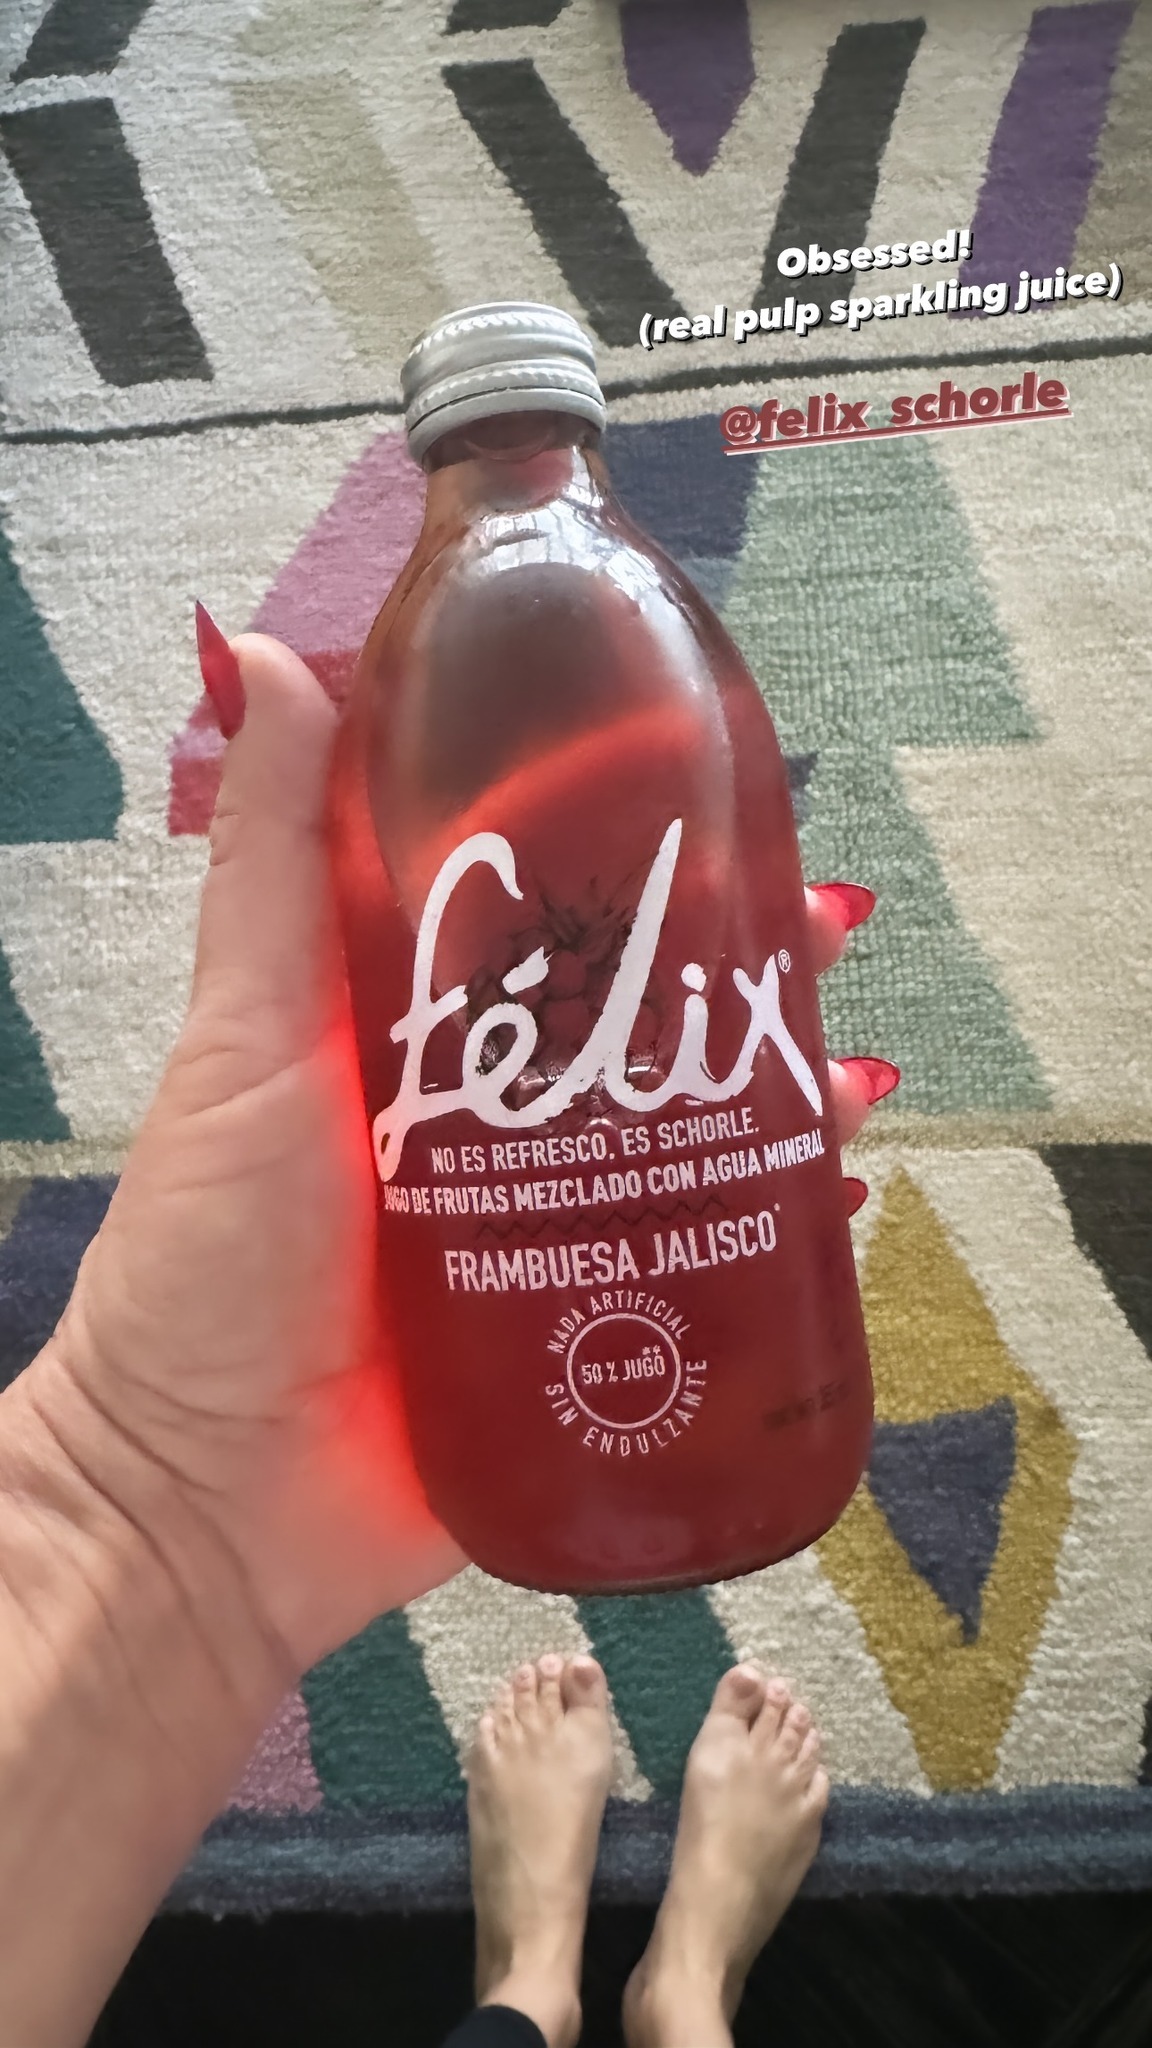 Obsessed!
(real pulp sparkling juice)
@felix_schorle
félix®
NO ES REFRESCO. ES SCHORLE.
JUGO DE FRUTAS MEZCLADO CON AGUA MINERAL
FRAMBUESA JALISCO*
NADA ARTIFICIAL
50% JUGO**
SIN ENDULZANTE